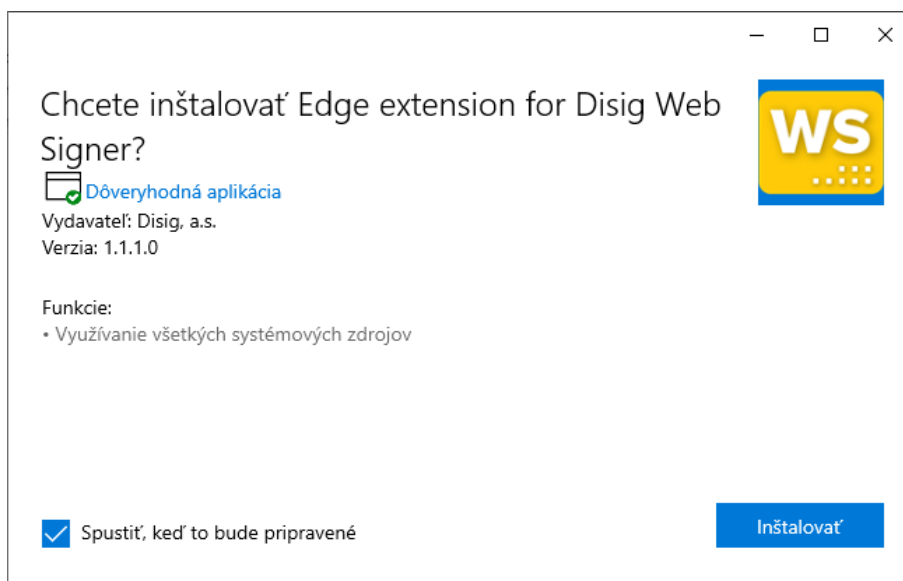 Chcete inštalovať Edge extension for Disig Web
Signer?
WS
Dôveryhodná aplikácia
Vydavateľ: Disig, a.s.
Verzia: 1.1.1.0
Funkcie:
• Využívanie všetkých systémových zdrojov
Spustiť, keď to bude pripravené
Inštalovať